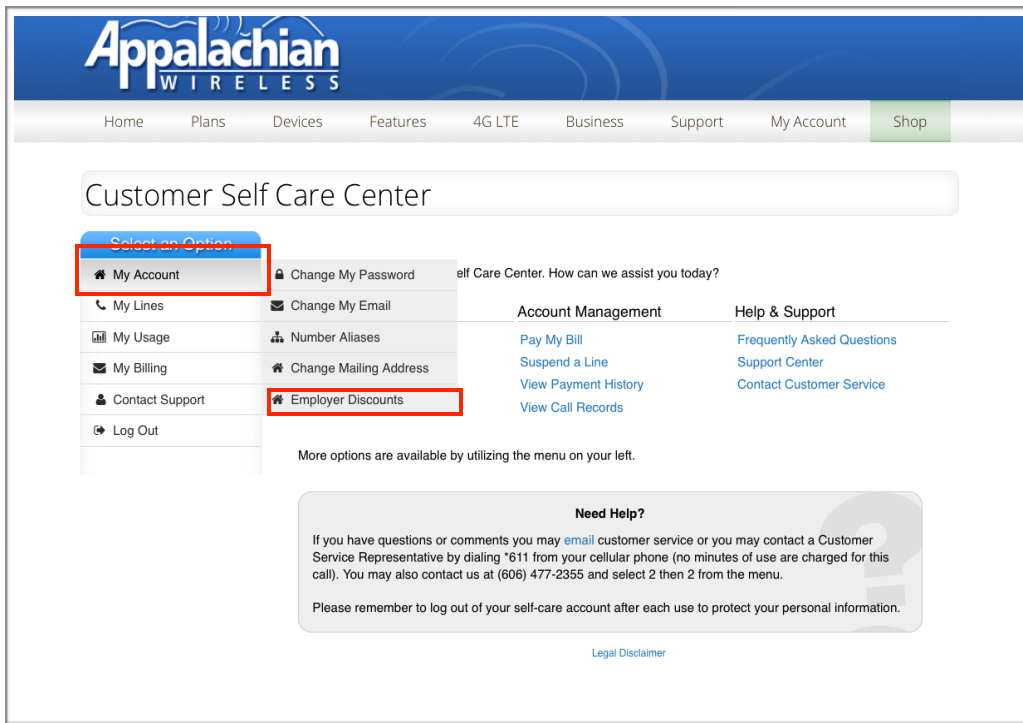 Appalachian
WIRELESS
Home Plans Devices Features 4G LTE Business Support My Account Shop
Customer Self Care Center
Select an Option
My Account
My Lines
My Usage
My Billing
Contact Support
Log Out
Change My Password
Change My Email
Number Aliases
Change Mailing Address
Employer Discounts
elf Care Center. How can we assist you today?
Account Management
Pay My Bill
Suspend a Line
View Payment History
View Call Records
Help & Support
Frequently Asked Questions
Support Center
Contact Customer Service
More options are available by utilizing the menu on your left.
Need Help?
If you have questions or comments you may email customer service or you may contact a Customer
Service Representative by dialing *611 from your cellular phone (no minutes of use are charged for this
call). You may also contact us at (606) 477-2355 and select 2 then 2 from the menu.
Please remember to log out of your self-care account after each use to protect your personal information.
Legal Disclaimer